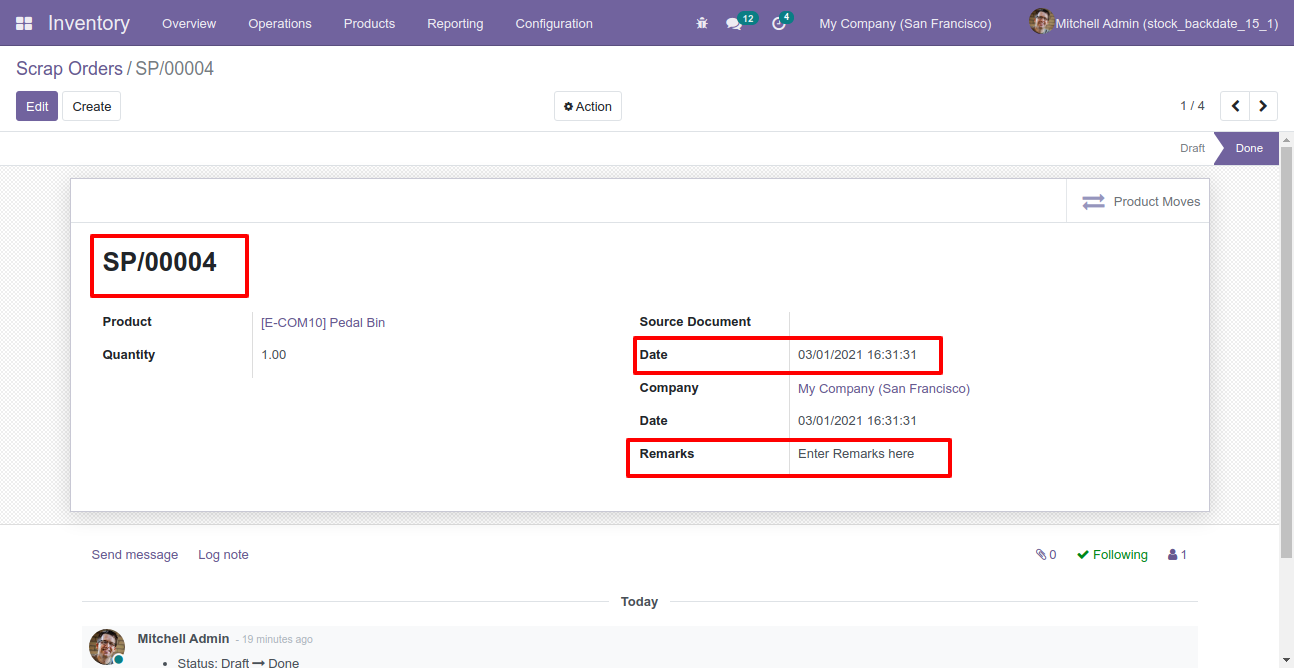 Inventory Overview Operations Products Reporting Configuration 12 4 My Company (San Francisco) Mitchell Admin (stock_backdate_15_1)
Scrap Orders / SP/00004
Edit Create Action 1 / 4
Draft Done
Product Moves
SP/00004
Product [E-COM10] Pedal Bin
Quantity 1.00
Source Document
Date 03/01/2021 16:31:31
Company My Company (San Francisco)
Date 03/01/2021 16:31:31
Remarks Enter Remarks here
Send message Log note 0 Following 1
Today
Mitchell Admin - 19 minutes ago
• Status: Draft → Done